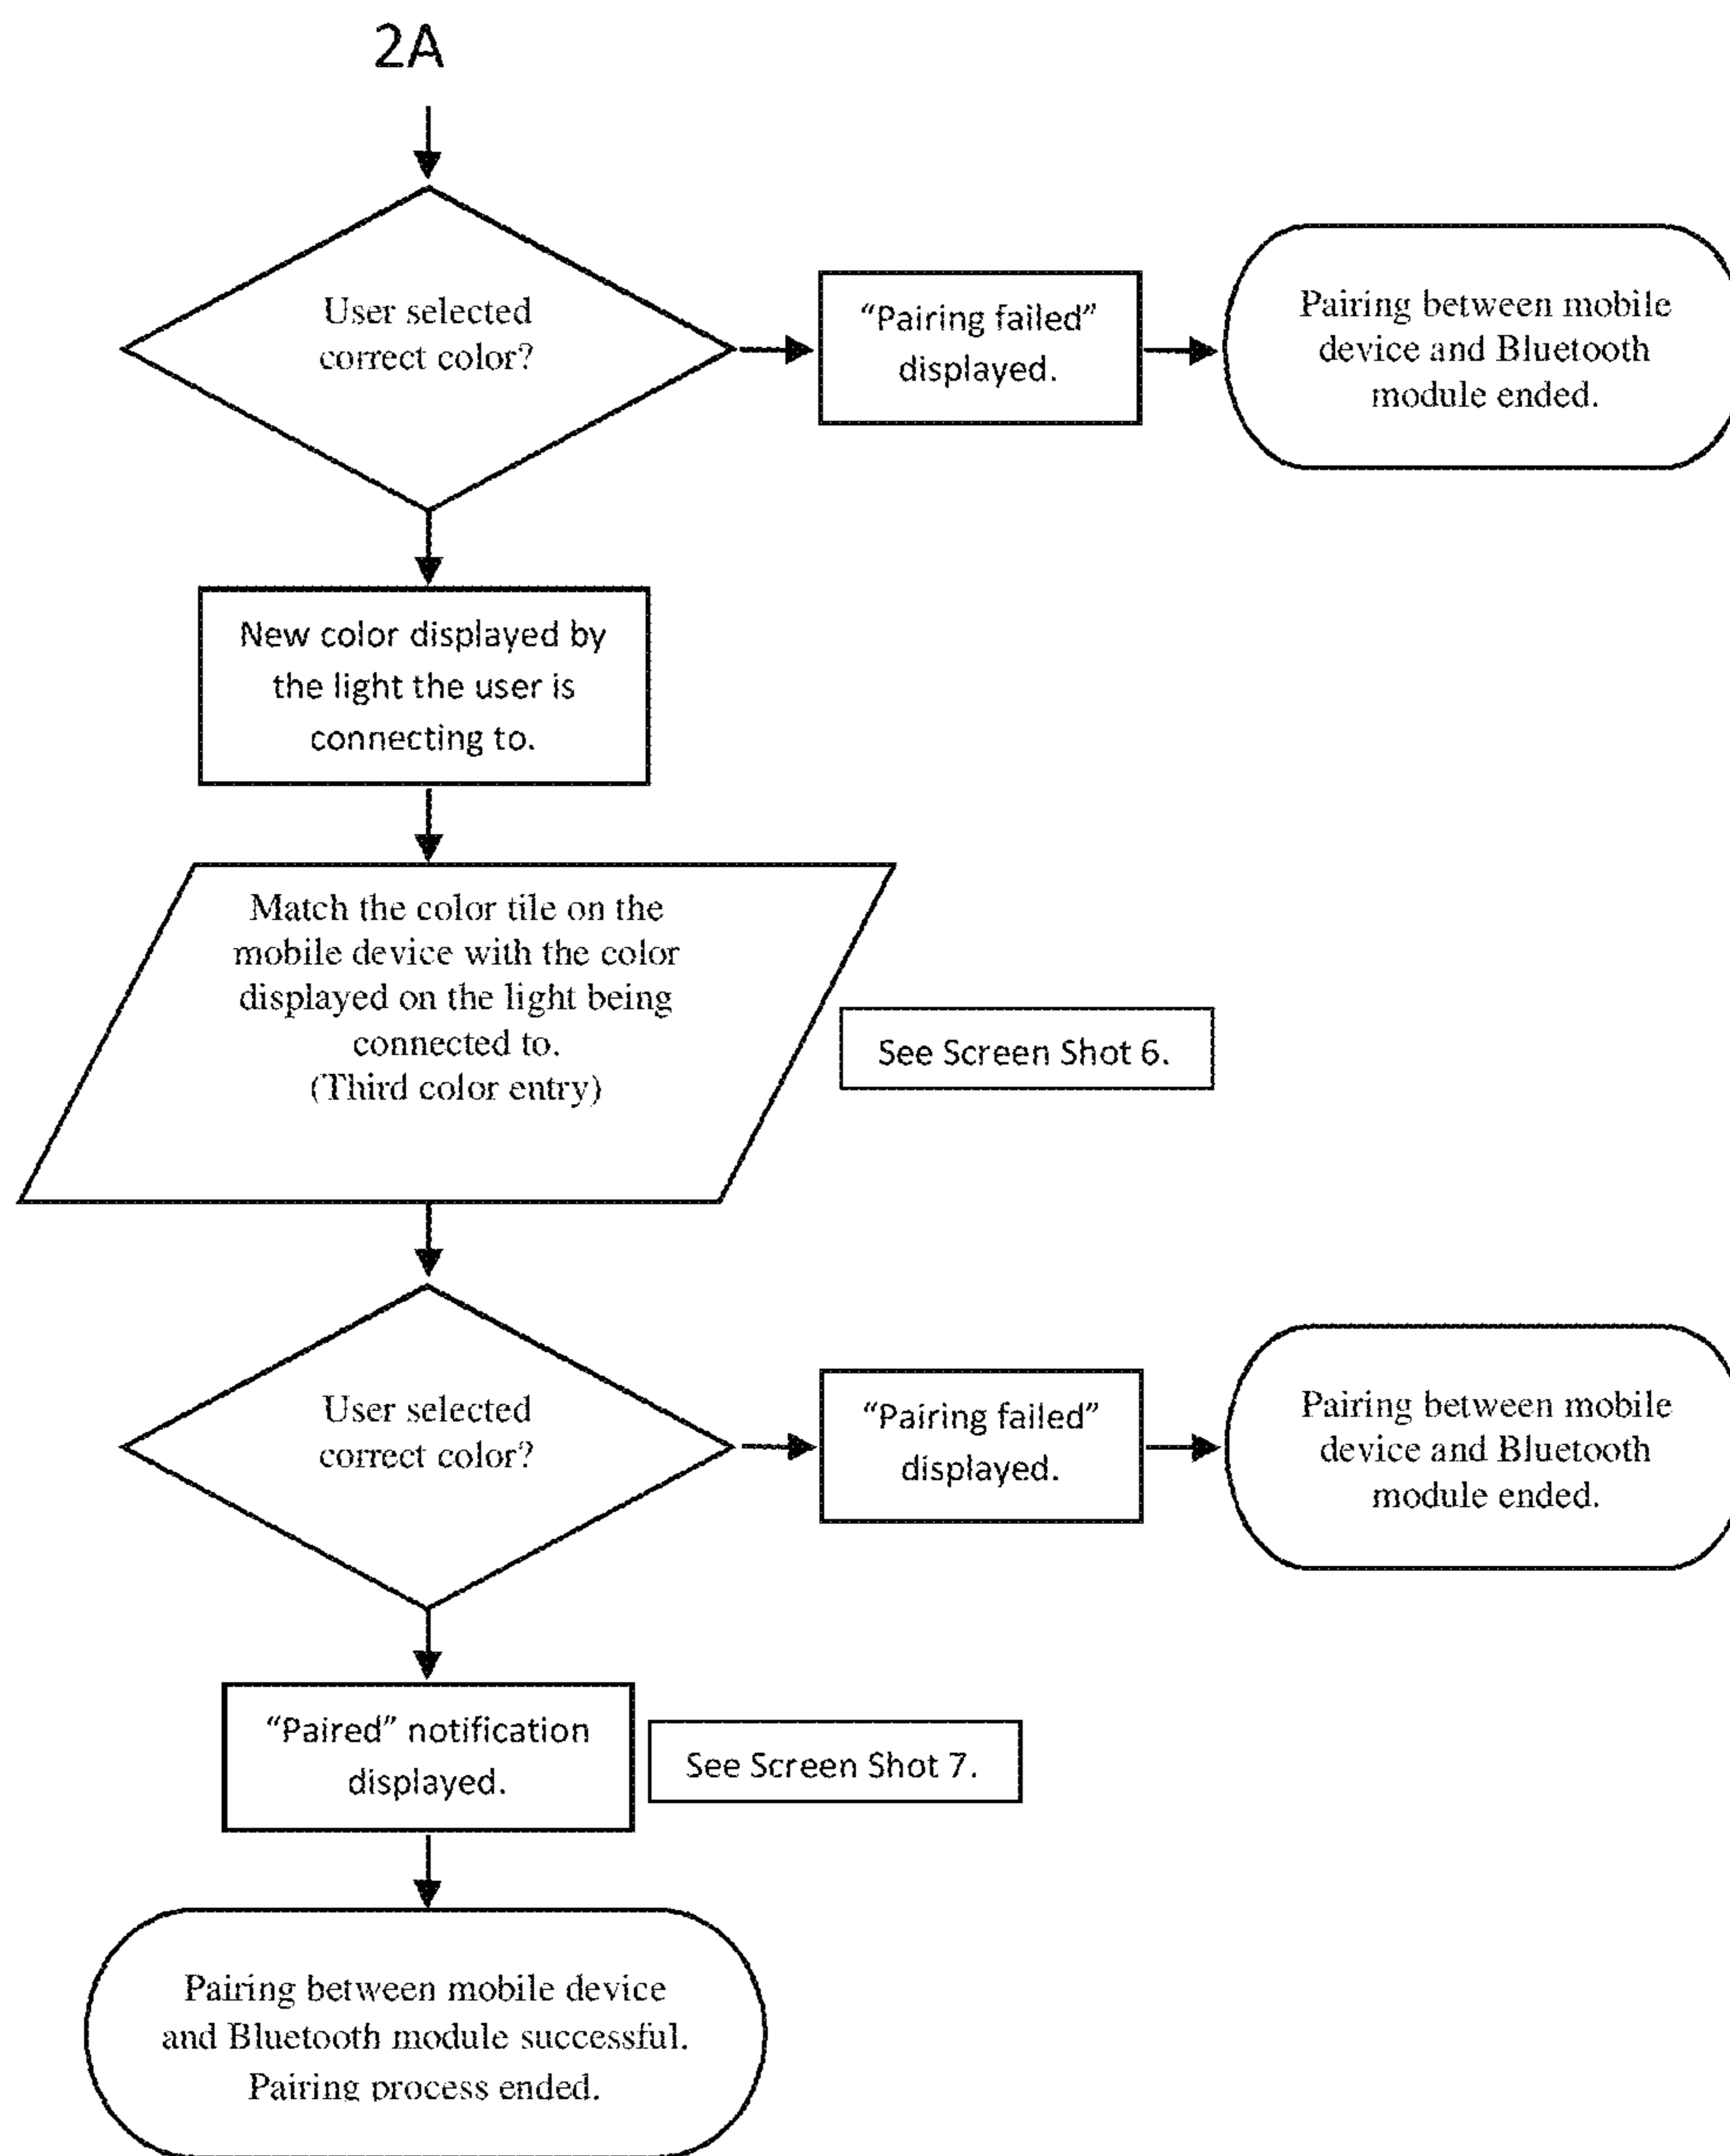 2A
User selected
correct color?
“Pairing failed”
displayed.
Pairing between mobile
device and Bluetooth
module ended.
New color displayed by
the light the user is
connecting to.
Match the color tile on the
mobile device with the color
displayed on the light being
connected to.
(Third color entry)
See Screen Shot 6.
User selected
correct color?
“Pairing failed”
displayed.
Pairing between mobile
device and Bluetooth
module ended.
“Paired” notification
displayed.
See Screen Shot 7.
Pairing between mobile device
and Bluetooth module successful.
Pairing process ended.